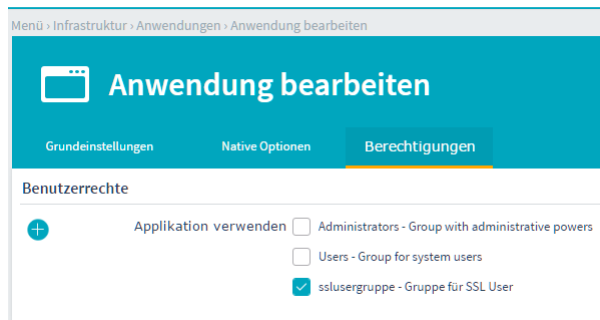 Menü › Infrastruktur › Anwendungen › Anwendung bearbeiten
Anwendung bearbeiten
Grundeinstellungen Native Optionen Berechtigungen
Benutzerrechte
Applikation verwenden Administrators - Group with administrative powers
Users - Group for system users
sslusergruppe - Gruppe für SSL User